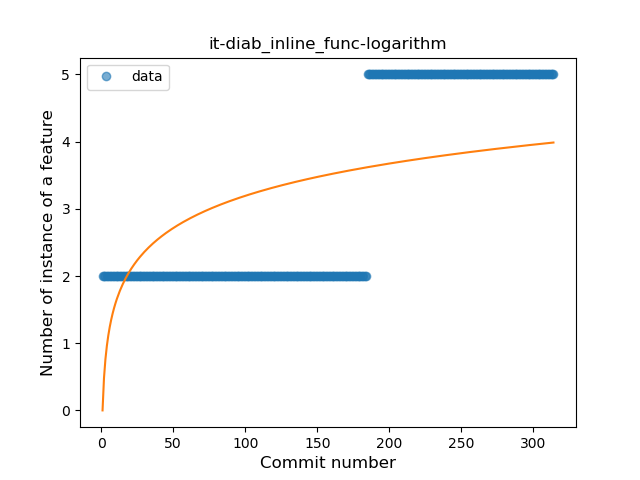 it-diab_inline_func-logarithm
data
Number of instance of a feature
5
4
3
2
1
0
0 50 100 150 200 250 300
Commit number